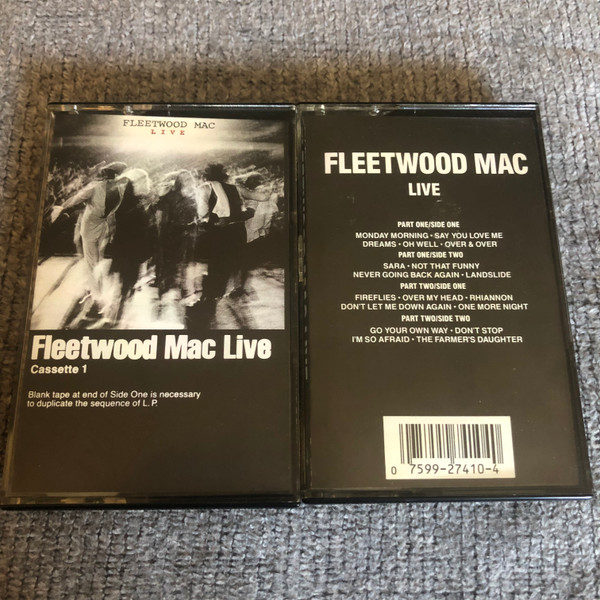 FLEETWOOD MAC
LIVE
Fleetwood Mac Live
Cassette 1
Blank tape at end of Side One is necessary
to duplicate the sequence of L.P.
FLEETWOOD MAC
LIVE
PART ONE/SIDE ONE
MONDAY MORNING • SAY YOU LOVE ME
DREAMS • OH WELL • OVER & OVER
PART ONE/SIDE TWO
SARA • NOT THAT FUNNY
NEVER GOING BACK AGAIN • LANDSLIDE
PART TWO/SIDE ONE
FIREFLIES • OVER MY HEAD • RHIANNON
DON'T LET ME DOWN AGAIN • ONE MORE NIGHT
PART TWO/SIDE TWO
GO YOUR OWN WAY • DON'T STOP
I'M SO AFRAID • THE FARMER'S DAUGHTER
0 7599-27410-4